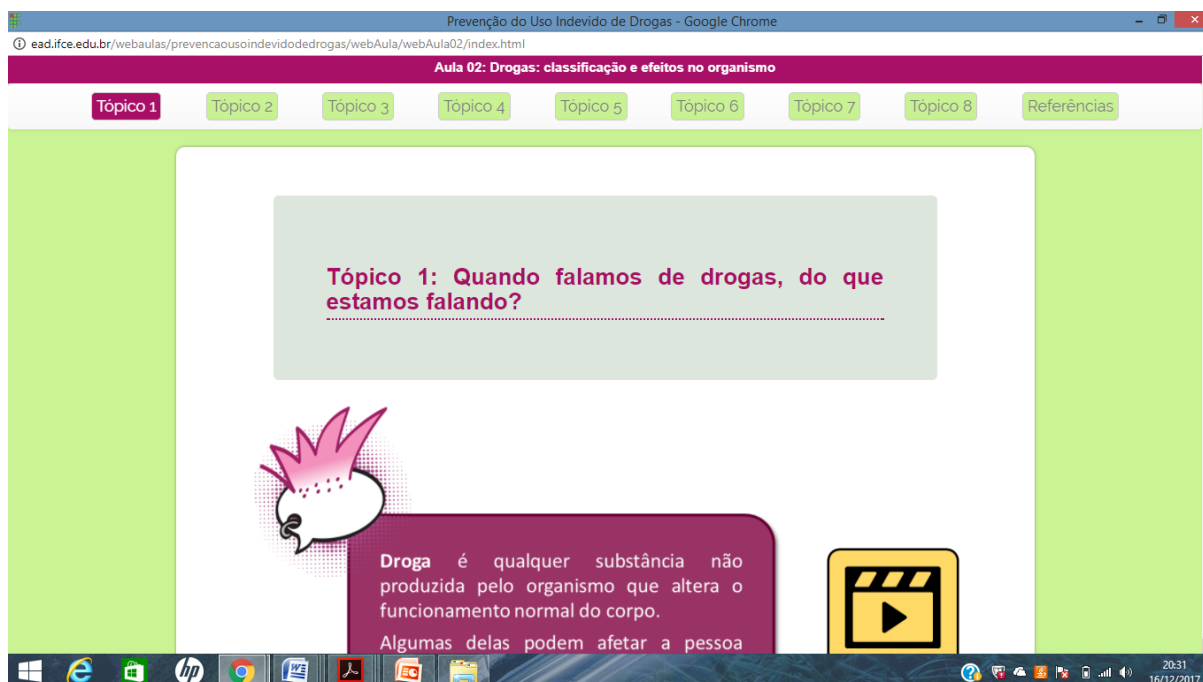 Prevenção do Uso Indevido de Drogas - Google Chrome
ead.ifce.edu.br/webaulas/prevencaousoindevidodedrogas/webAula/webAula02/index.html
Aula 02: Drogas: classificação e efeitos no organismo
Tópico 1 Tópico 2 Tópico 3 Tópico 4 Tópico 5 Tópico 6 Tópico 7 Tópico 8 Referências
Tópico 1: Quando falamos de drogas, do que
estamos falando?
Droga é qualquer substância não
produzida pelo organismo que altera o
funcionamento normal do corpo.
Algumas delas podem afetar a pessoa
hp
20:31
16/12/2017